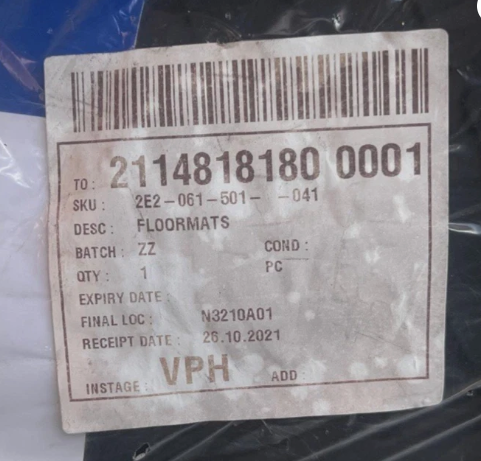 TO: 2114818180 0001
SKU: 2E2-061-501- -041
DESC: FLOORMATS
BATCH: ZZ COND:
QTY: 1 PC
EXPIRY DATE:
FINAL LOC: N3210A01
RECEIPT DATE: 26.10.2021
INSTAGE: VPH ADD: